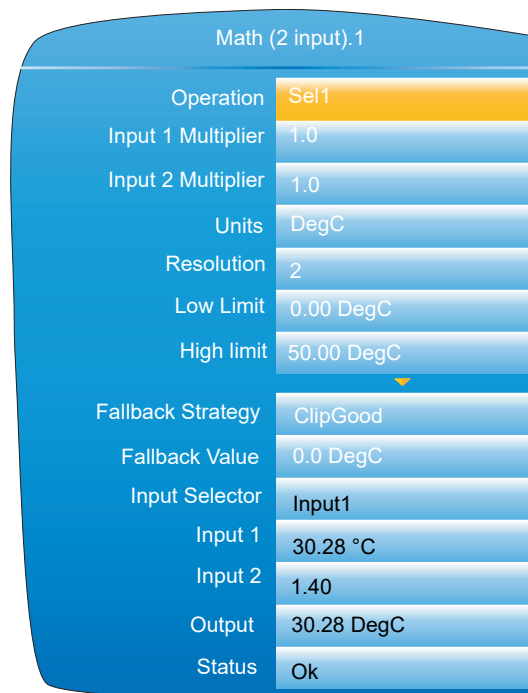 Math (2 input).1
Operation Sel1
Input 1 Multiplier 1.0
Input 2 Multiplier 1.0
Units DegC
Resolution 2
Low Limit 0.00 DegC
High limit 50.00 DegC
Fallback Strategy ClipGood
Fallback Value 0.0 DegC
Input Selector Input1
Input 1 30.28 °C
Input 2 1.40
Output 30.28 DegC
Status Ok